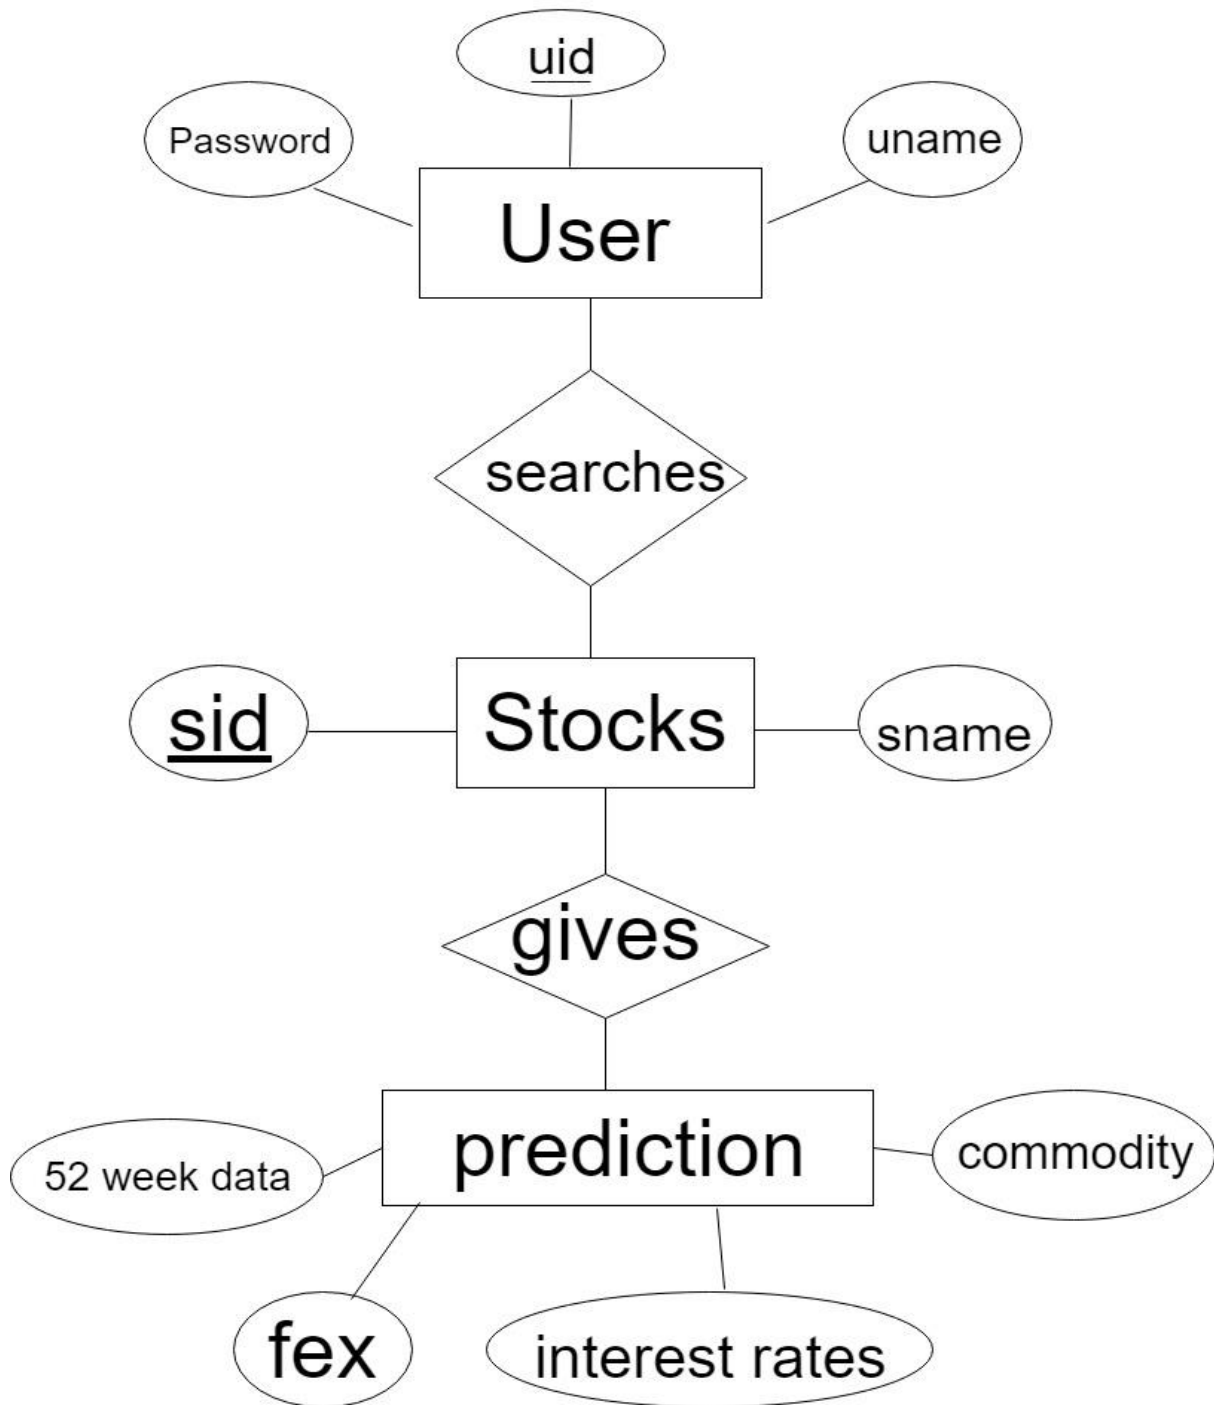 uid
Password
uname
User
searches
sid
Stocks
sname
gives
prediction
52 week data
commodity
fex
interest rates